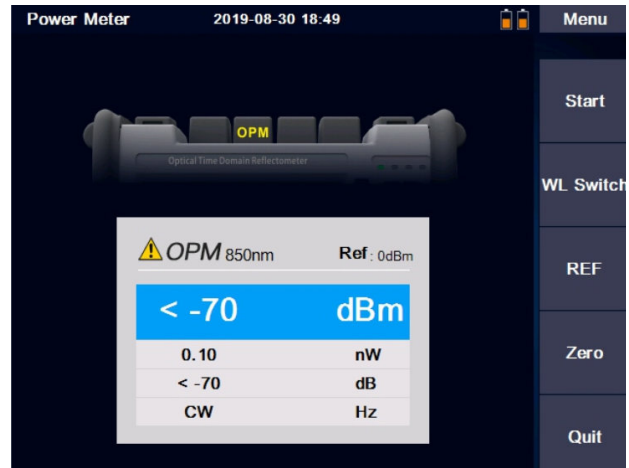 Power Meter 2019-08-30 18:49 Menu
Start
OPM
Optical Time Domain Reflectometer
WL Switch
OPM 850nm Ref : 0dBm
REF
< -70 dBm
0.10 nW
Zero
< -70 dB
CW Hz
Quit